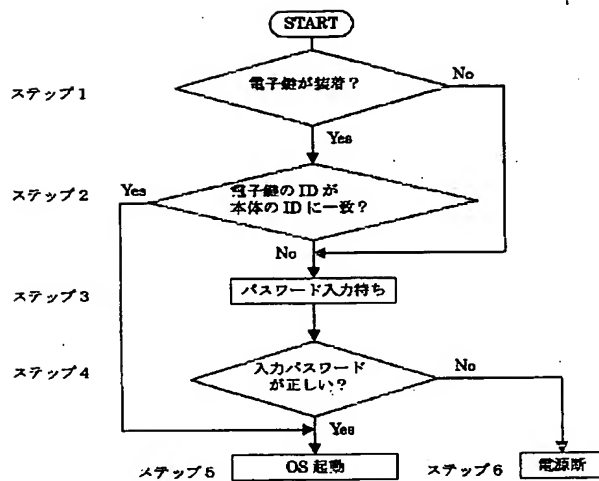 START
ステップ1
電子鍵が装着?
No
Yes
ステップ2
Yes
電子鍵のIDが
本体のIDに一致?
No
ステップ3
パスワード入力待ち
ステップ4
入力パスワード
が正しい?
No
Yes
ステップ5
OS 起動
ステップ6
電源断